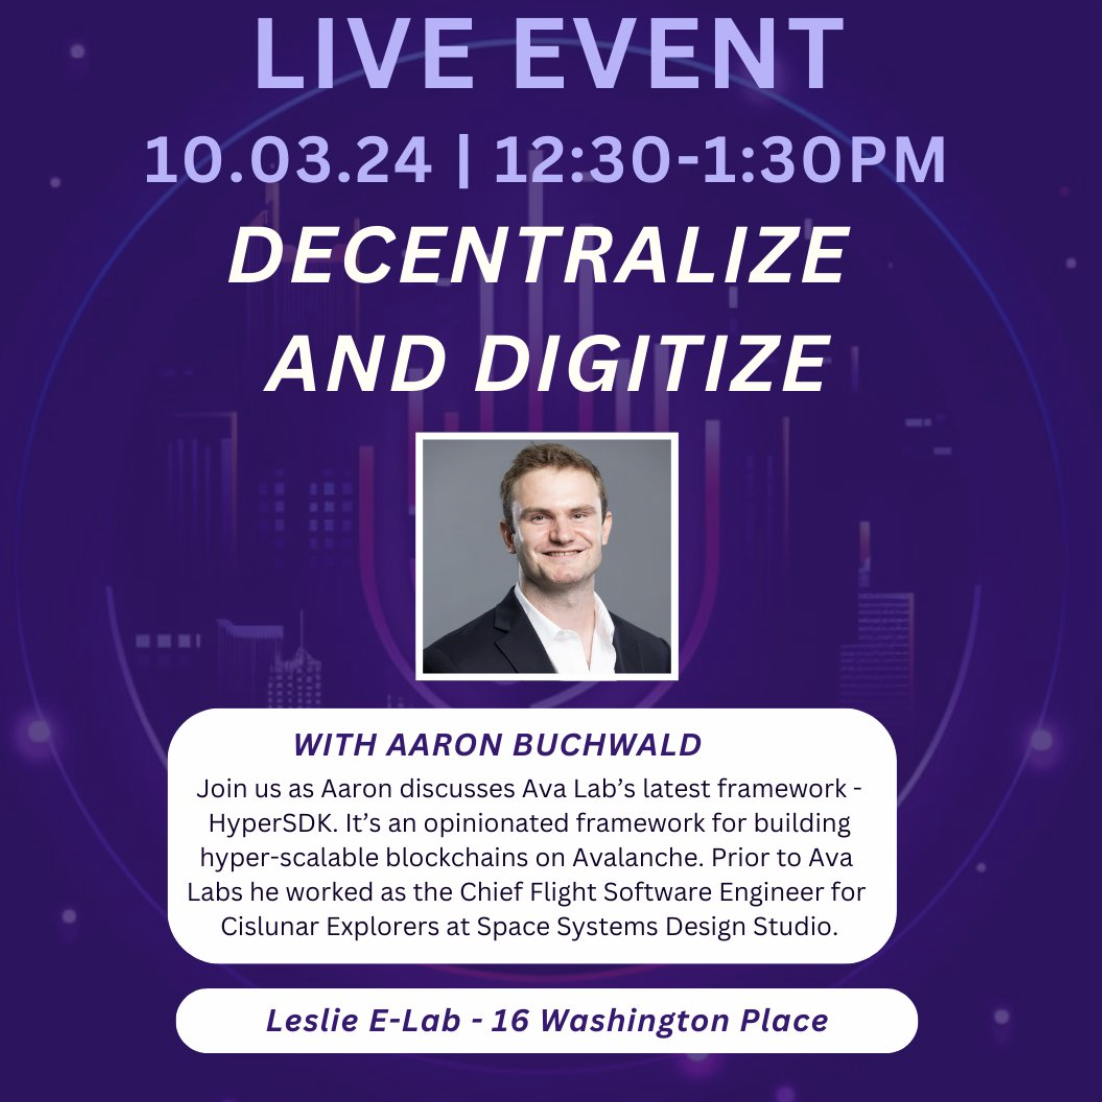 LIVE EVENT
10.03.24 | 12:30-1:30PM
DECENTRALIZE
AND DIGITIZE
WITH AARON BUCHWALD
Join us as Aaron discusses Ava Lab’s latest framework -
HyperSDK. It’s an opinionated framework for building
hyper-scalable blockchains on Avalanche. Prior to Ava
Labs he worked as the Chief Flight Software Engineer for
Cislunar Explorers at Space Systems Design Studio.
Leslie E-Lab - 16 Washington Place